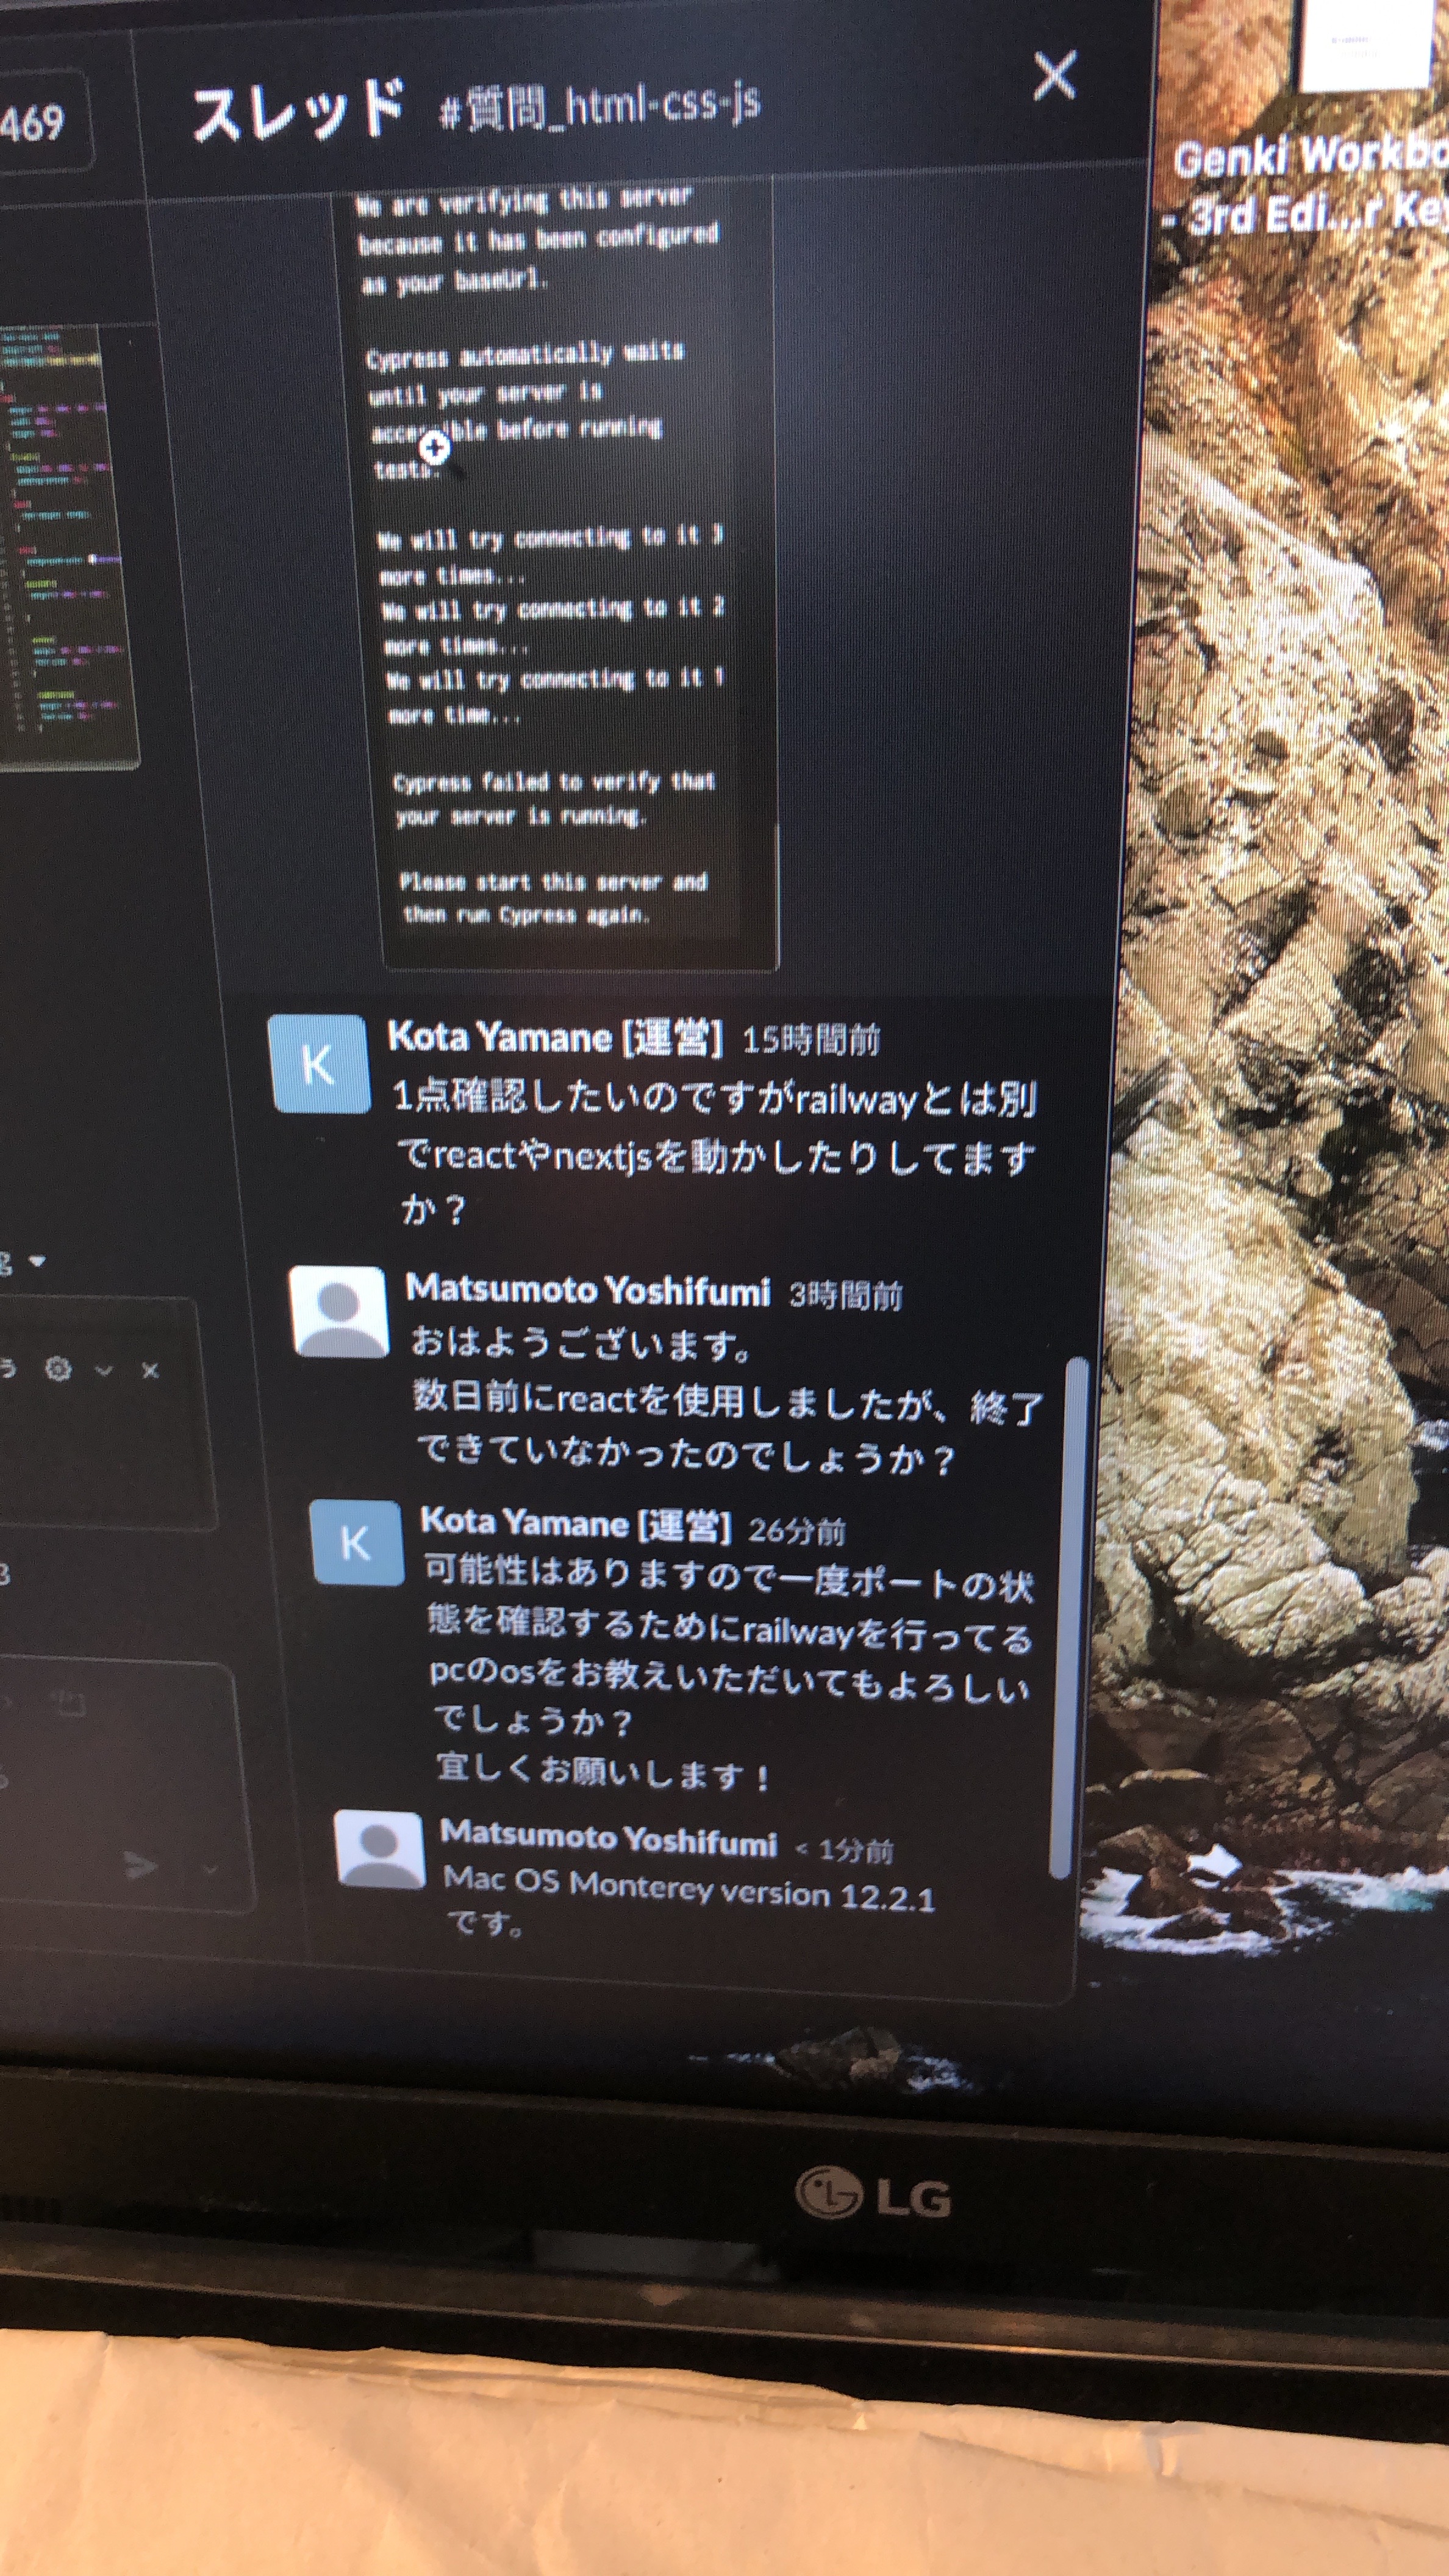 469
スレッド #質問_html-css-js
Genki Workbo
- 3rd Edi...r Key
We are verifying this server
because it has been configured
as your baseUrl.
Cypress automatically waits
until your server is
accessible before running
tests.
We will try connecting to it 3
more times...
We will try connecting to it 2
more times...
We will try connecting to it 1
more time...
Cypress failed to verify that
your server is running.
Please start this server and
then run Cypress again.
K
Kota Yamane [運営] 15時間前
1点確認したいのですがrailwayとは別
でreactやnextjsを動かしたりしてます
か？
Matsumoto Yoshifumi 3時間前
おはようございます。
数日前にreactを使用しましたが、終了
できていなかったのでしょうか？
K
Kota Yamane [運営] 26分前
可能性はありますので一度ポートの状
態を確認するためにrailwayを行ってる
pcのosをお教えいただいてもよろしい
でしょうか？
宜しくお願いします！
Matsumoto Yoshifumi < 1分前
Mac OS Monterey version 12.2.1
です。
LG